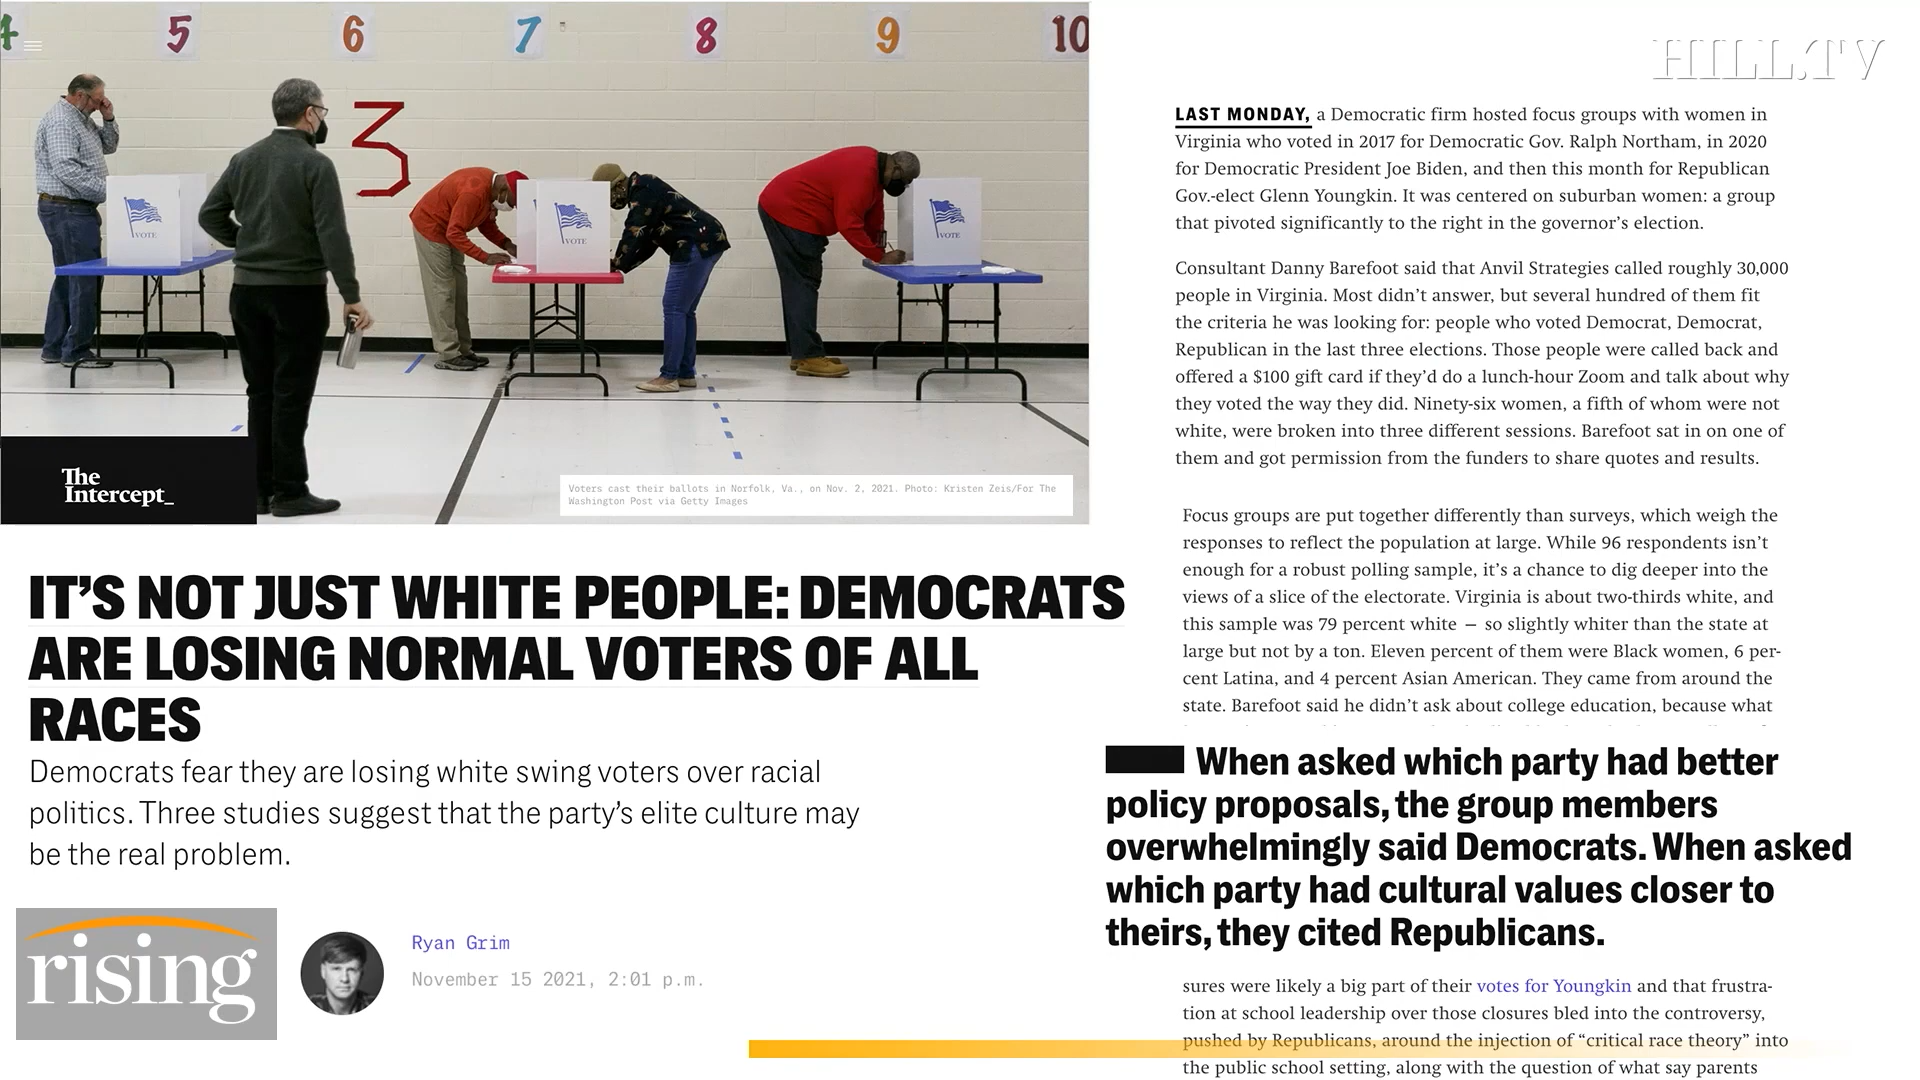 4
5
6
7
8
9
10
3
VOTE
VOTE
VOTE
The
Intercept_
Voters cast their ballots in Norfolk, Va., on Nov. 2, 2021. Photo: Kristen Zeis/For The
Washington Post via Getty Images
IT’S NOT JUST WHITE PEOPLE: DEMOCRATS
ARE LOSING NORMAL VOTERS OF ALL
RACES
Democrats fear they are losing white swing voters over racial
politics. Three studies suggest that the party’s elite culture may
be the real problem.
rising
Ryan Grim
November 15 2021, 2:01 p.m.
HILL.TV
LAST MONDAY, a Democratic firm hosted focus groups with women in
Virginia who voted in 2017 for Democratic Gov. Ralph Northam, in 2020
for Democratic President Joe Biden, and then this month for Republican
Gov.-elect Glenn Youngkin. It was centered on suburban women: a group
that pivoted significantly to the right in the governor’s election.
Consultant Danny Barefoot said that Anvil Strategies called roughly 30,000
people in Virginia. Most didn’t answer, but several hundred of them fit
the criteria he was looking for: people who voted Democrat, Democrat,
Republican in the last three elections. Those people were called back and
offered a $100 gift card if they’d do a lunch-hour Zoom and talk about why
they voted the way they did. Ninety-six women, a fifth of whom were not
white, were broken into three different sessions. Barefoot sat in on one of
them and got permission from the funders to share quotes and results.
Focus groups are put together differently than surveys, which weigh the
responses to reflect the population at large. While 96 respondents isn’t
enough for a robust polling sample, it’s a chance to dig deeper into the
views of a slice of the electorate. Virginia is about two-thirds white, and
this sample was 79 percent white — so slightly whiter than the state at
large but not by a ton. Eleven percent of them were Black women, 6 per-
cent Latina, and 4 percent Asian American. They came from around the
state. Barefoot said he didn’t ask about college education, because what
When asked which party had better
policy proposals, the group members
overwhelmingly said Democrats. When asked
which party had cultural values closer to
theirs, they cited Republicans.
sures were likely a big part of their votes for Youngkin and that frustra-
tion at school leadership over those closures bled into the controversy,
pushed by Republicans, around the injection of “critical race theory” into
the public school setting, along with the question of what say parents